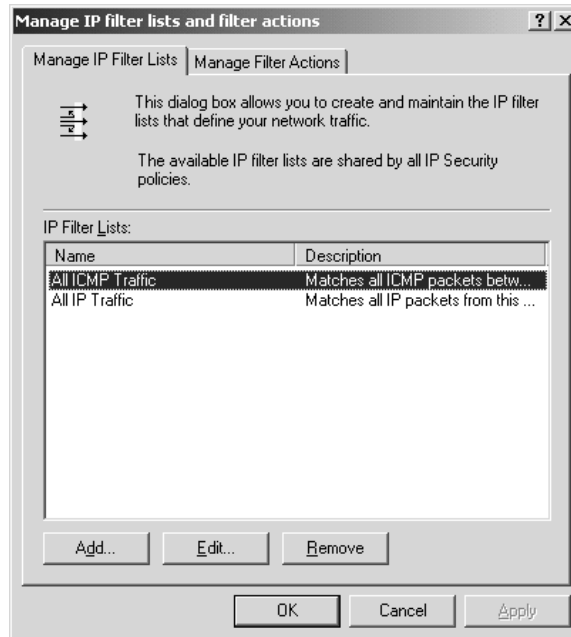 Manage IP filter lists and filter actions
Manage IP Filter Lists Manage Filter Actions
This dialog box allows you to create and maintain the IP filter
lists that define your network traffic.
The available IP filter lists are shared by all IP Security
policies.
IP Filter Lists:
Name Description
All ICMP Traffic Matches all ICMP packets betw...
All IP Traffic Matches all IP packets from this ...
Add... Edit... Remove
OK Cancel Apply